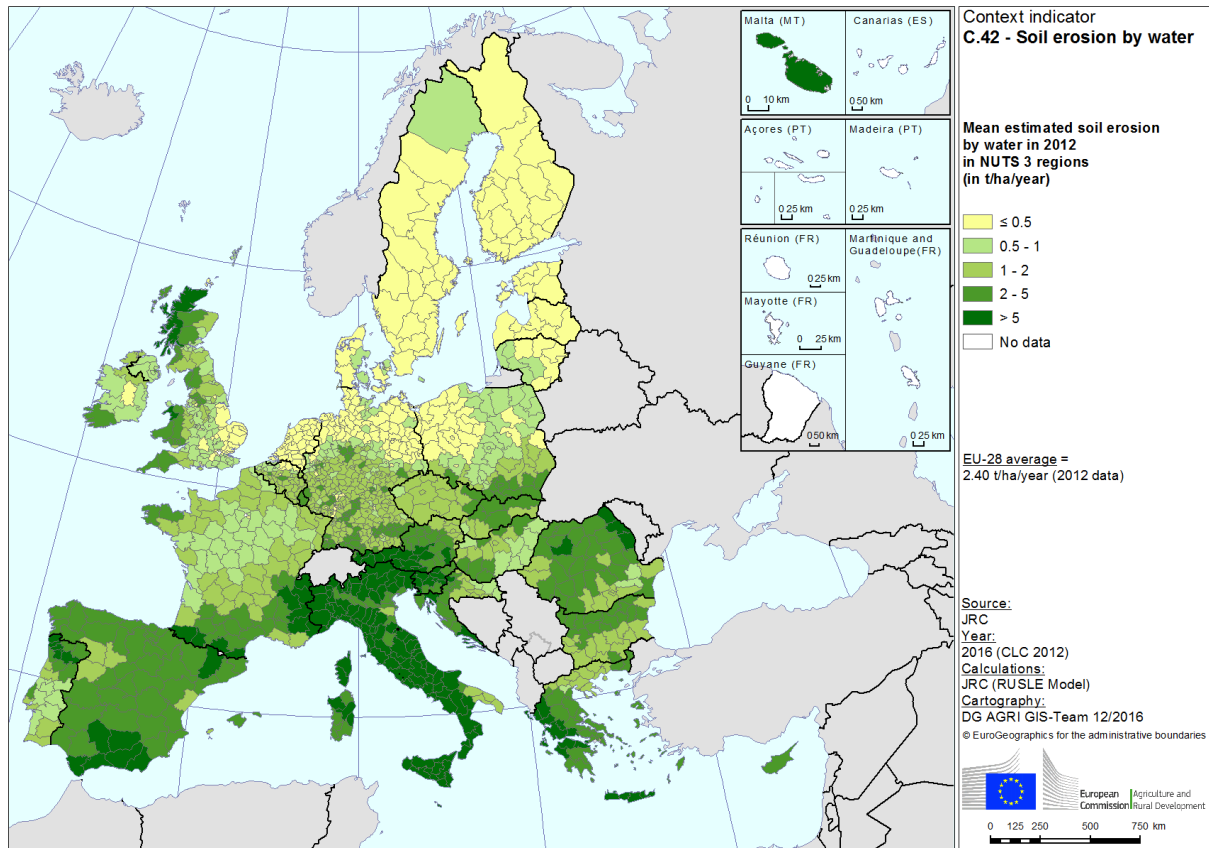 Malta (MT)
0 10 km
Canarias (ES)
0 50 km
Açores (PT)
0 25 km
Madeira (PT)
0 25 km
Réunion (FR)
0 25 km
Martinique and
Guadeloupe(FR)
Mayotte (FR)
0 25 km
Guyane (FR)
0 50 km
0 25 km
Context indicator
C.42 - Soil erosion by water
Mean estimated soil erosion
by water in 2012
in NUTS 3 regions
(in t/ha/year)
≤ 0.5
0.5 - 1
1 - 2
2 - 5
> 5
No data
EU-28 average =
2.40 t/ha/year (2012 data)
Source:
JRC
Year:
2016 (CLC 2012)
Calculations:
JRC (RUSLE Model)
Cartography:
DG AGRI GIS-Team 12/2016
© EuroGeographics for the administrative boundaries
European
Commission
Agriculture and
Rural Development
0 125 250 500 750 km